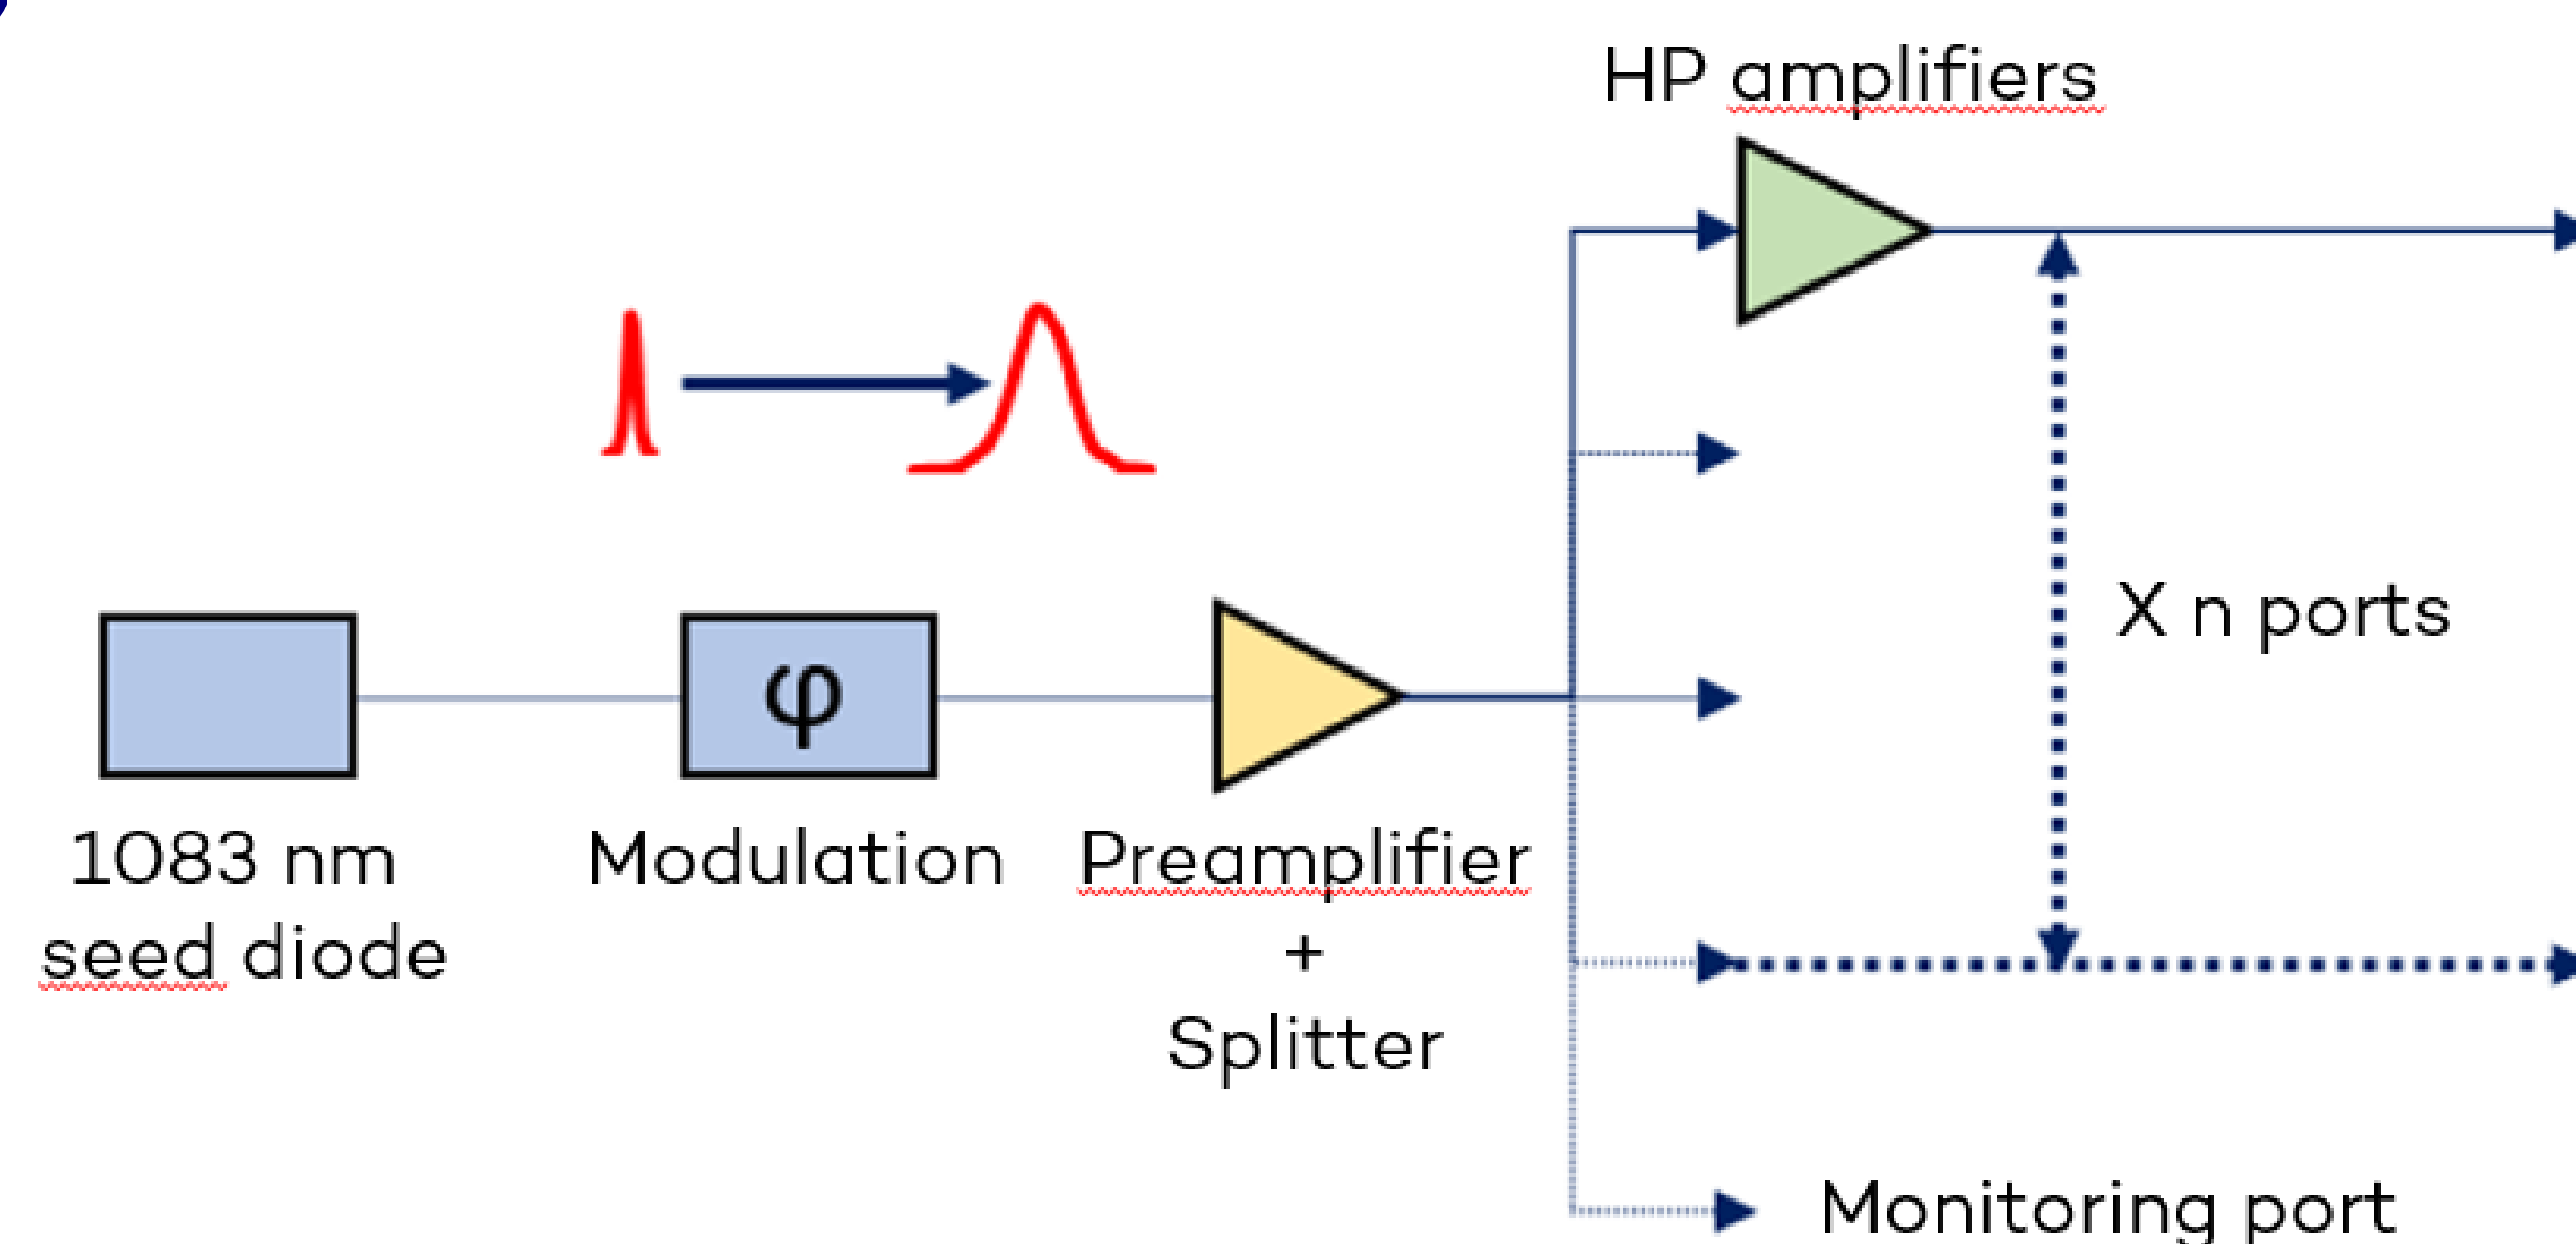 HP amplifiers
X n ports
φ
1083 nm
seed diode
Modulation
Preamplifier
+
Splitter
Monitoring port